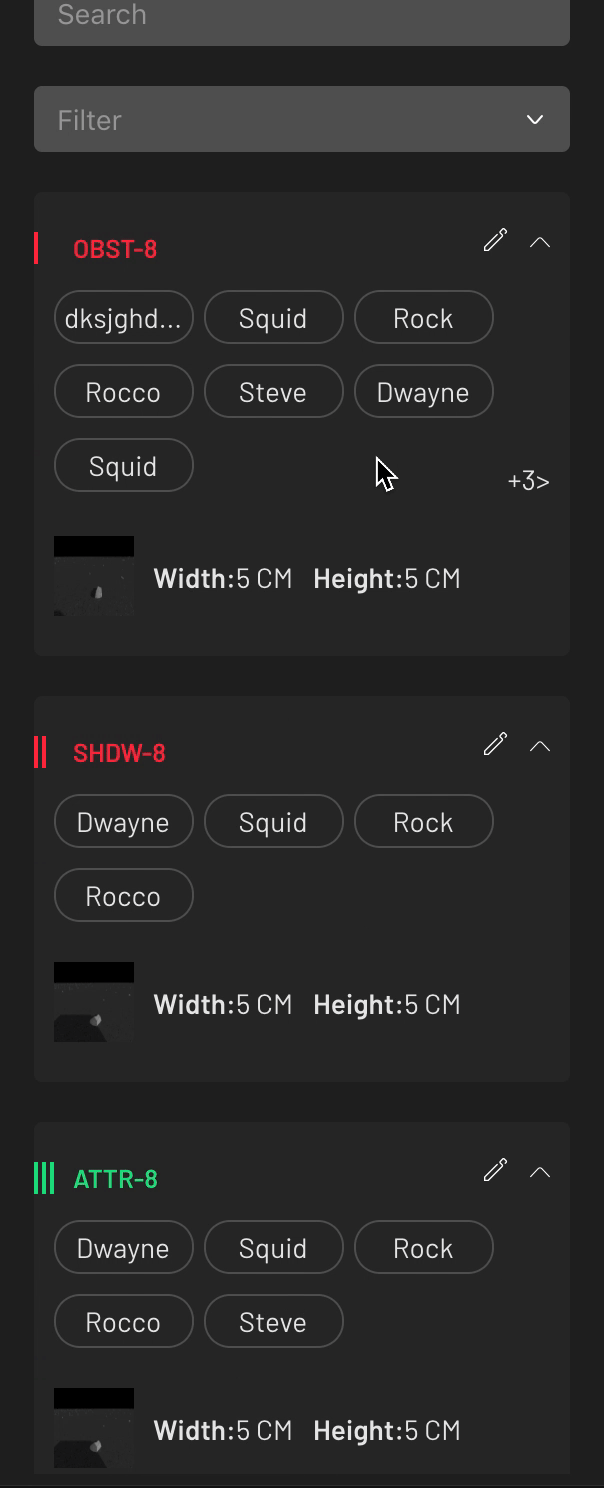 Search
Filter
OBST-8
dksjghd... Squid Rock
Rocco Steve Dwayne
Squid +3>
Width:5 CM Height:5 CM
SHDW-8
Dwayne Squid Rock
Rocco
Width:5 CM Height:5 CM
ATTR-8
Dwayne Squid Rock
Rocco Steve
Width:5 CM Height:5 CM